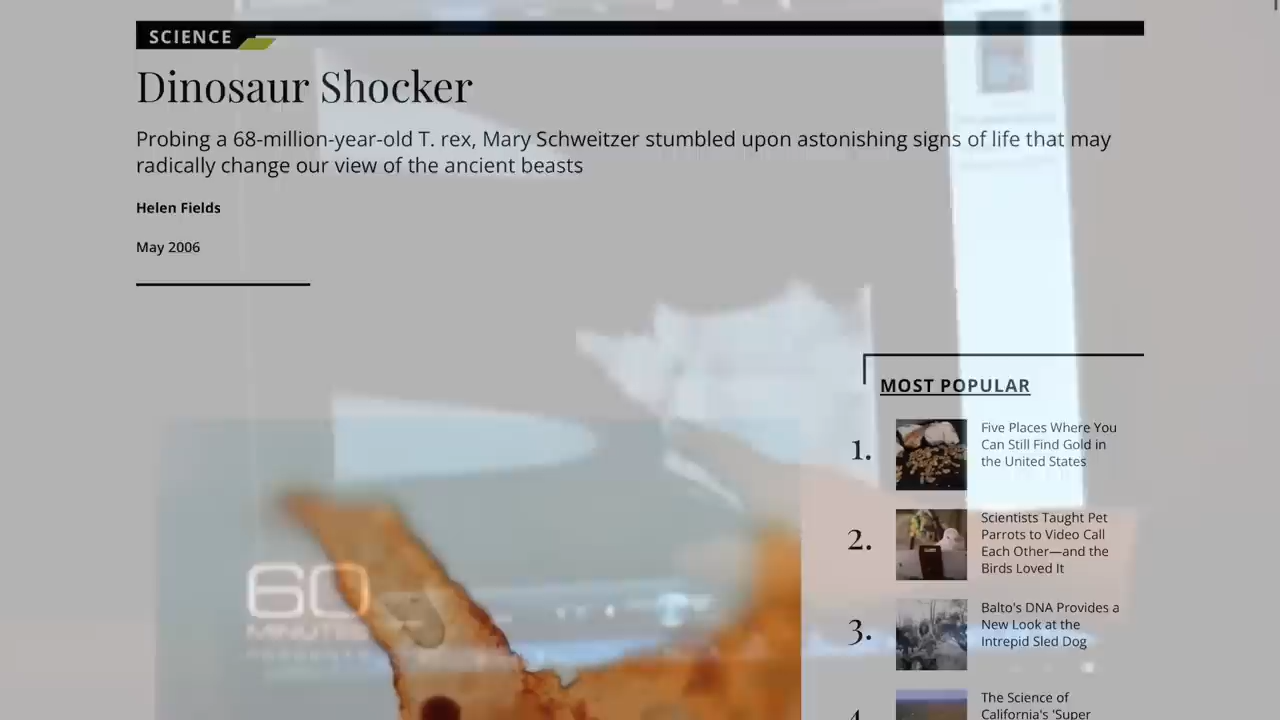 SCIENCE
Dinosaur Shocker
Probing a 68-million-year-old T. rex, Mary Schweitzer stumbled upon astonishing signs of life that may
radically change our view of the ancient beasts
Helen Fields
May 2006
MOST POPULAR
1.
Five Places Where You
Can Still Find Gold in
the United States
2.
Scientists Taught Pet
Parrots to Video Call
Each Other—and the
Birds Loved It
3.
Balto's DNA Provides a
New Look at the
Intrepid Sled Dog
4.
The Science of
California's 'Super
60
MINUTES